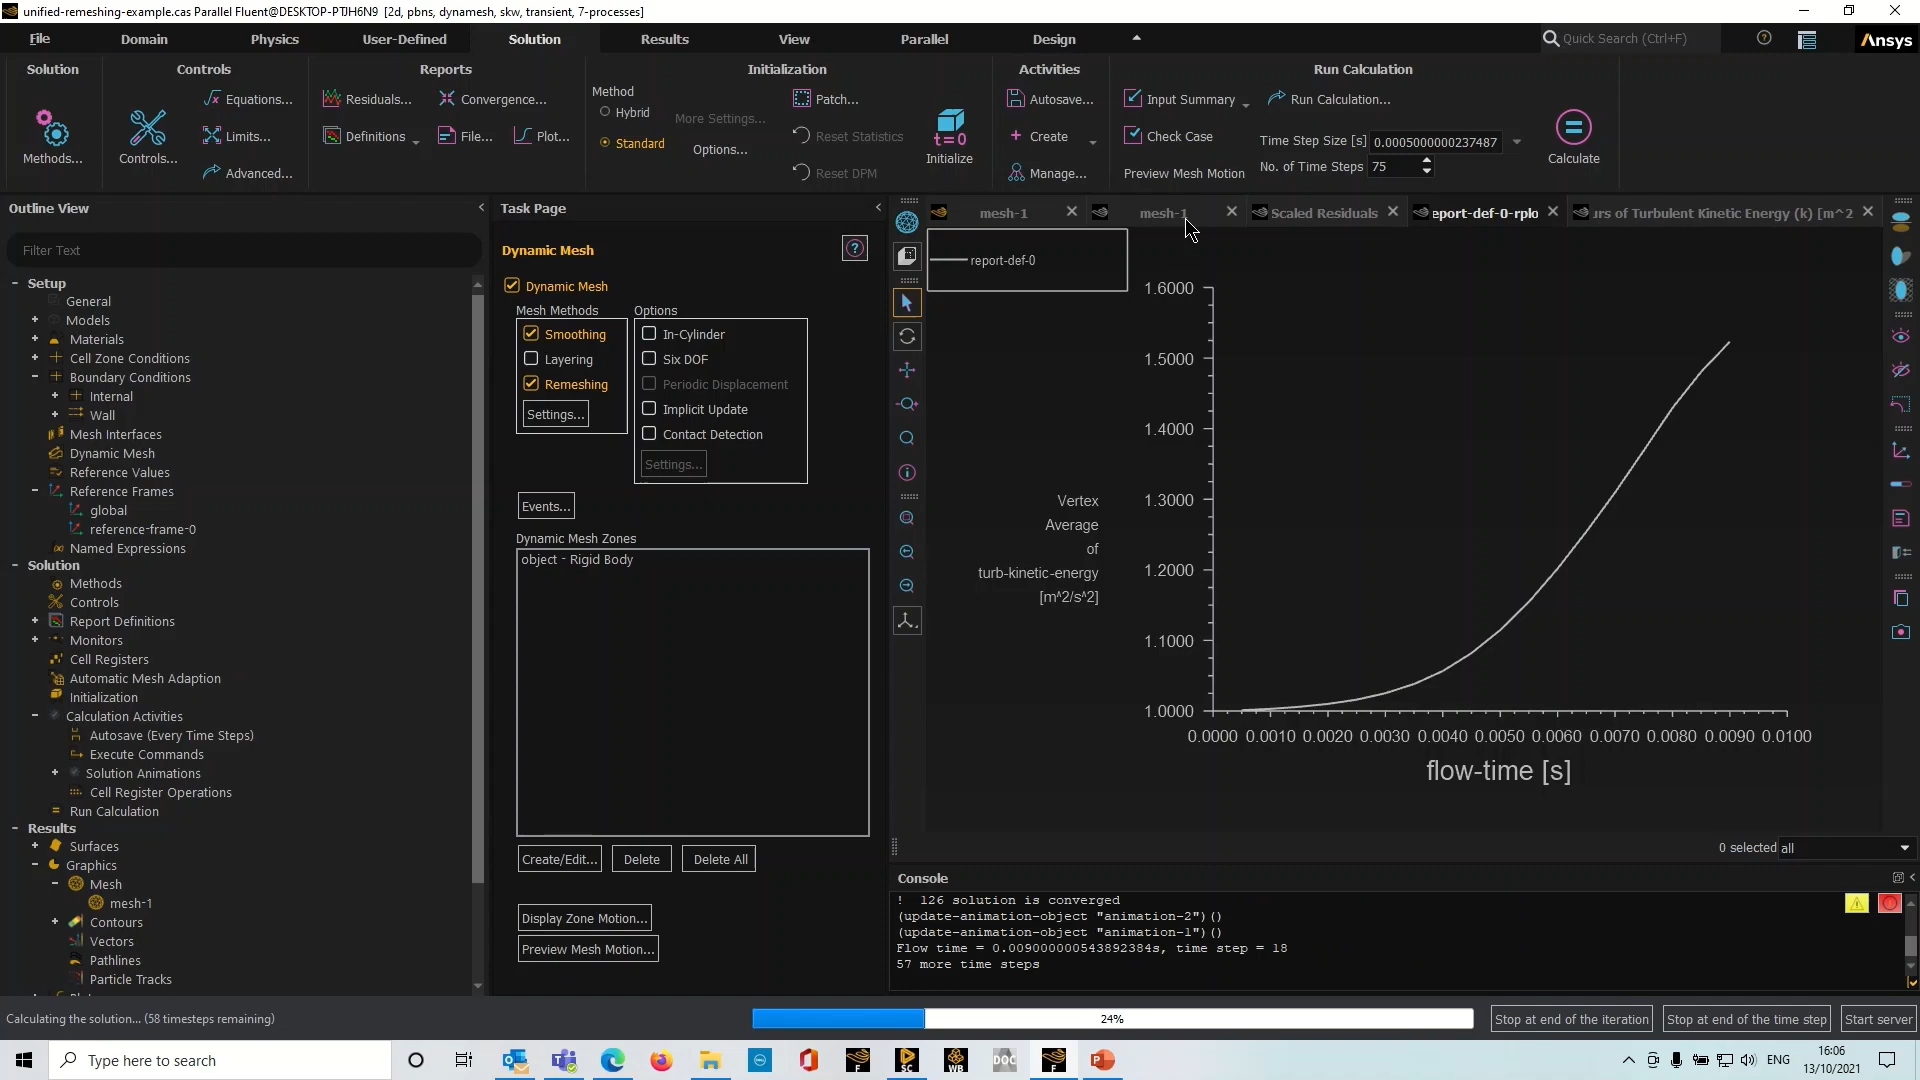 unified-remeshing-example.cas Parallel Fluent@DESKTOP-PTJH6N9 [2d, pbns, dynamesh, skw, transient, 7-processes]
File Domain Physics User-Defined Solution Results View Parallel Design
Quick Search (Ctrl+F)
Ansys
Solution
Methods...
Controls
Controls...
Equations...
Limits...
Advanced...
Reports
Residuals...
Convergence...
Definitions
File...
Plot...
Initialization
Method
Hybrid
Standard
More Settings...
Options...
Patch...
Reset Statistics
Reset DPM
t=0
Initialize
Activities
Autosave...
Create
Manage...
Run Calculation
Input Summary
Run Calculation...
Check Case
Time Step Size [s] 0.0005000000237487
Preview Mesh Motion
No. of Time Steps 75
Calculate
Outline View
Filter Text
Setup
General
Models
Materials
Cell Zone Conditions
Boundary Conditions
Internal
Wall
Mesh Interfaces
Dynamic Mesh
Reference Values
Reference Frames
global
reference-frame-0
Named Expressions
Solution
Methods
Controls
Report Definitions
Monitors
Cell Registers
Automatic Mesh Adaption
Initialization
Calculation Activities
Autosave (Every Time Steps)
Execute Commands
Solution Animations
Cell Register Operations
Run Calculation
Results
Surfaces
Graphics
Mesh
mesh-1
Contours
Vectors
Pathlines
Particle Tracks
Task Page
Dynamic Mesh
Dynamic Mesh
Mesh Methods
Smoothing
Layering
Remeshing
Settings...
Options
In-Cylinder
Six DOF
Periodic Displacement
Implicit Update
Contact Detection
Settings...
Events...
Dynamic Mesh Zones
object - Rigid Body
Create/Edit...
Delete
Delete All
Display Zone Motion...
Preview Mesh Motion...
mesh-1
mesh-1
Scaled Residuals
eport-def-0-rplo
urs of Turbulent Kinetic Energy (k) [m^2
report-def-0
1.6000
1.5000
1.4000
1.3000
1.2000
1.1000
1.0000
Vertex
Average
of
turb-kinetic-energy
[m^2/s^2]
0.0000 0.0010 0.0020 0.0030 0.0040 0.0050 0.0060 0.0070 0.0080 0.0090 0.0100
flow-time [s]
0 selected all
Console
! 126 solution is converged
(update-animation-object "animation-2")()
(update-animation-object "animation-1")()
Flow time = 0.009000000543892384s, time step = 18
57 more time steps
Calculating the solution... (58 timesteps remaining)
24%
Stop at end of the iteration
Stop at end of the time step
Start server
Type here to search
F
SC
WB
DOC
F
ENG
16:06
13/10/2021